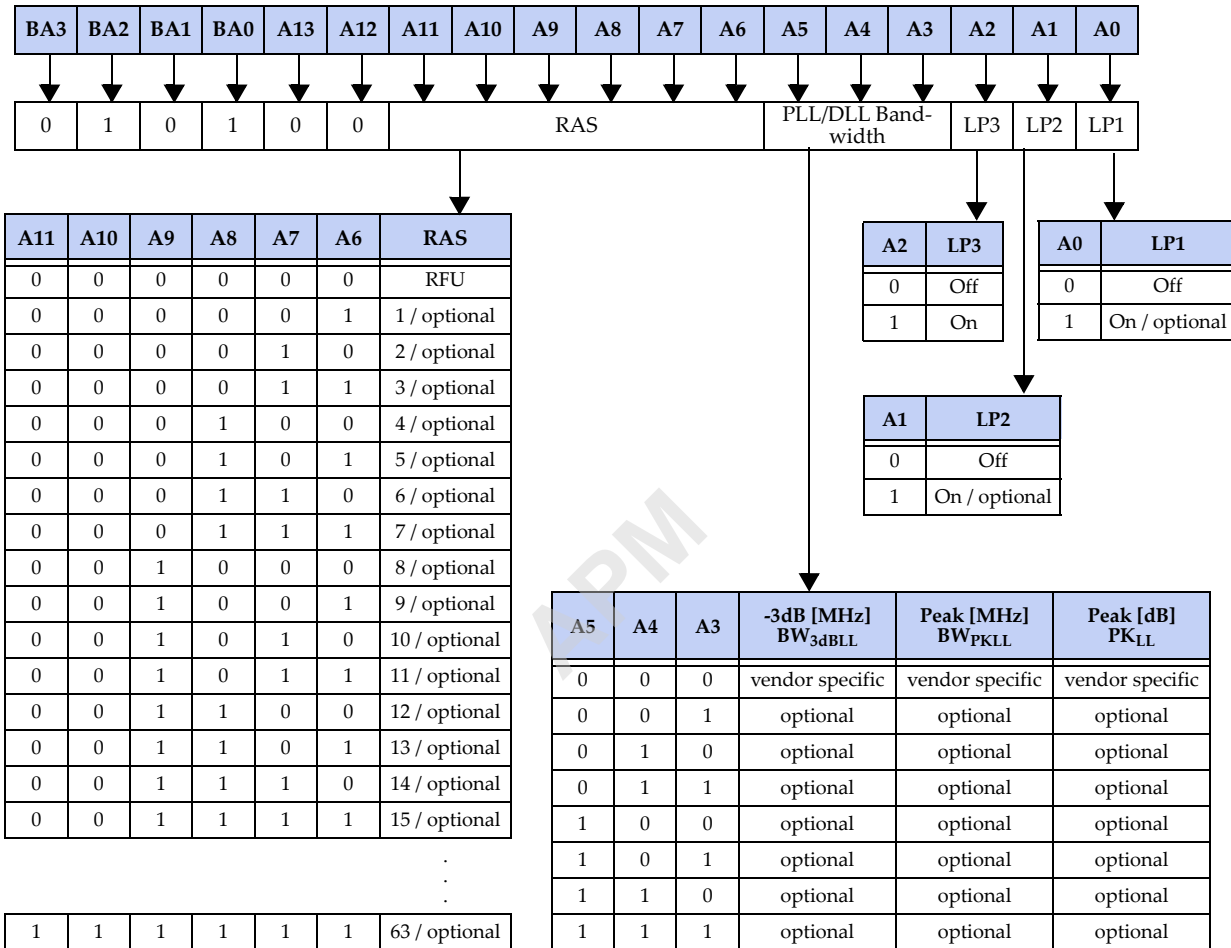 BA3 BA2 BA1 BA0 A13 A12 A11 A10 A9 A8 A7 A6 A5 A4 A3 A2 A1 A0
0 1 0 1 0 0 RAS PLL/DLL Band-
width LP3 LP2 LP1
A11 A10 A9 A8 A7 A6 RAS
0 0 0 0 0 0 RFU
0 0 0 0 0 1 1 / optional
0 0 0 0 1 0 2 / optional
0 0 0 0 1 1 3 / optional
0 0 0 1 0 0 4 / optional
0 0 0 1 0 1 5 / optional
0 0 0 1 1 0 6 / optional
0 0 0 1 1 1 7 / optional
0 0 1 0 0 0 8 / optional
0 0 1 0 0 1 9 / optional
0 0 1 0 1 0 10 / optional
0 0 1 0 1 1 11 / optional
0 0 1 1 0 0 12 / optional
0 0 1 1 0 1 13 / optional
0 0 1 1 1 0 14 / optional
0 0 1 1 1 1 15 / optional
.
.
.
1 1 1 1 1 1 63 / optional
A2 LP3
0 Off
1 On
A0 LP1
0 Off
1 On / optional
A1 LP2
0 Off
1 On / optional
APM
A5 A4 A3 -3dB [MHz] Peak [MHz] Peak [dB]
BW3dBLL BWPKLL PKLL
0 0 0 vendor specific vendor specific vendor specific
0 0 1 optional optional optional
0 1 0 optional optional optional
0 1 1 optional optional optional
1 0 0 optional optional optional
1 0 1 optional optional optional
1 1 0 optional optional optional
1 1 1 optional optional optional